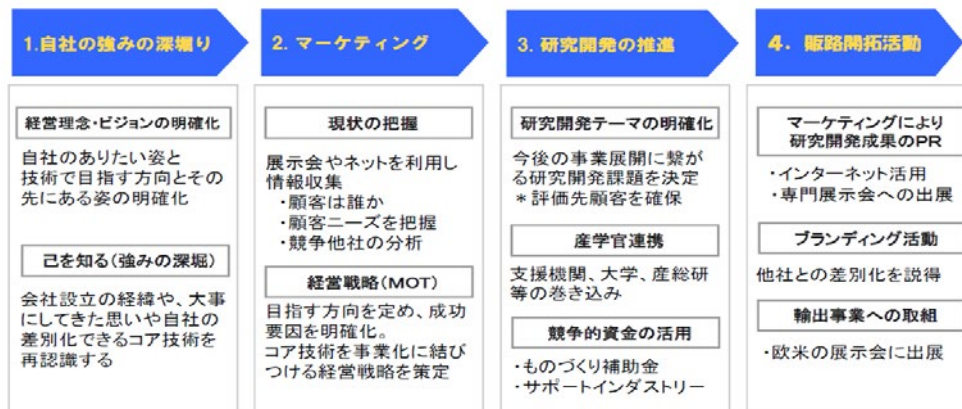 1.自社の強みの深堀り
経営理念・ビジョンの明確化
自社のありたい姿と
技術で目指す方向とその
先にある姿の明確化
己を知る(強みの深堀)
会社設立の経緯や、大事
にしてきた思いや自社の
差別化できるコア技術を
再認識する
2. マーケティング
現状の把握
展示会やネットを利用し
情報収集
・顧客は誰か
・顧客ニーズを把握
・競争他社の分析
経営戦略(MOT)
目指す方向を定め、成功
要因を明確化。
コア技術を事業化に結び
つける経営戦略を策定
3. 研究開発の推進
研究開発テーマの明確化
今後の事業展開に繋が
る研究開発課題を決定
*評価先顧客を確保
産学官連携
支援機関、大学、産総研
等の巻き込み
競争的資金の活用
・ものづくり補助金
・サポートインダストリー
4. 販路開拓活動
マーケティングにより
研究開発成果のPR
・インターネット活用
・専門展示会への出展
ブランディング活動
他社との差別化を説得
輸出事業への取組
・欧米の展示会に出展